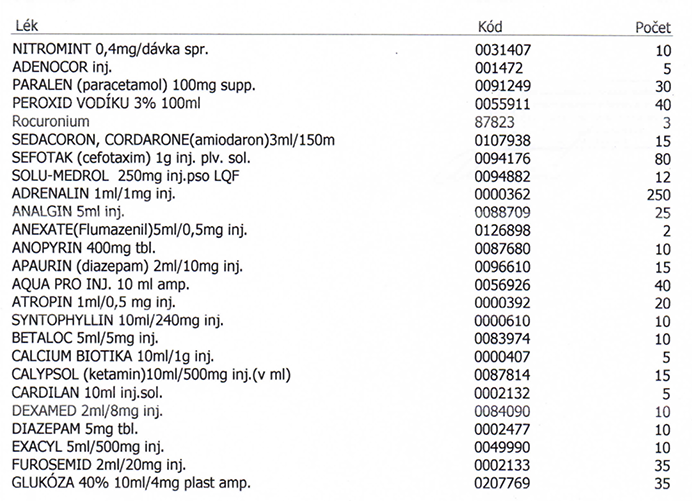 Lék Kód Počet
NITROMINT 0,4mg/dávka spr. 0031407 10
ADENOCOR inj. 001472 5
PARALEN (paracetamol) 100mg supp. 0091249 30
PEROXID VODÍKU 3% 100ml 0055911 40
Rocuronium 87823 3
SEDACORON, CORDARONE(amiodaron)3ml/150m 0107938 15
SEFOTAK (cefotaxim) 1g inj. plv. sol. 0094176 80
SOLU-MEDROL 250mg inj.pso LQF 0094882 12
ADRENALIN 1ml/1mg inj. 0000362 250
ANALGIN 5ml inj. 0088709 25
ANEXATE(Flumazenil)5ml/0,5mg inj. 0126898 2
ANOPYRIN 400mg tbl. 0087680 10
APAURIN (diazepam) 2ml/10mg inj. 0096610 15
AQUA PRO INJ. 10 ml amp. 0056926 40
ATROPIN 1ml/0,5 mg inj. 0000392 20
SYNTOPHYLLIN 10ml/240mg inj. 0000610 10
BETALOC 5ml/5mg inj. 0083974 10
CALCIUM BIOTIKA 10ml/1g inj. 0000407 5
CALYPSOL (ketamin)10ml/500mg inj.(v ml) 0087814 15
CARDILAN 10ml inj.sol. 0002132 5
DEXAMED 2ml/8mg inj. 0084090 10
DIAZEPAM 5mg tbl. 0002477 10
EXACYL 5ml/500mg inj. 0049990 10
FUROSEMID 2ml/20mg inj. 0002133 35
GLUKÓZA 40% 10ml/4mg plast amp. 0207769 35